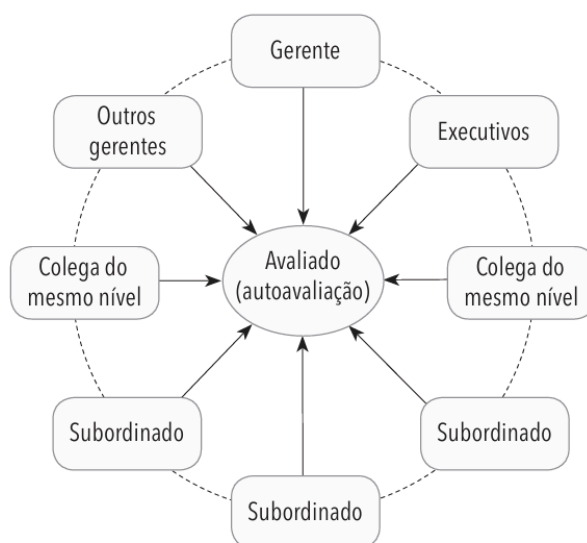 Gerente
Outros
gerentes
Executivos
Colega do
mesmo nível
Avaliado
(autoavaliação)
Colega do
mesmo nível
Subordinado
Subordinado
Subordinado